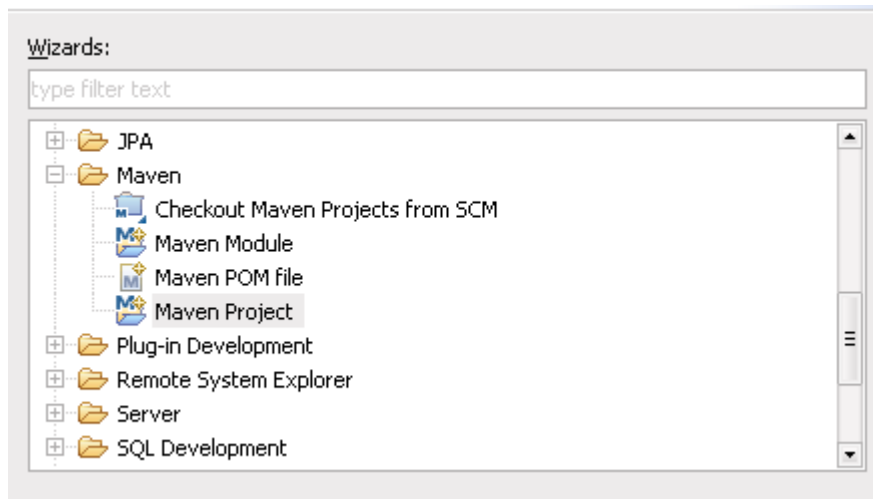 Wizards:
type filter text
JPA
Maven
Checkout Maven Projects from SCM
Maven Module
Maven POM file
Maven Project
Plug-in Development
Remote System Explorer
Server
SQL Development